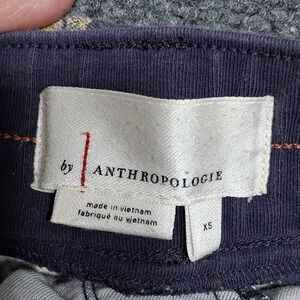 by ANTHROPOLOGIE
made in vietnam
fabriqué au vietnam
XS